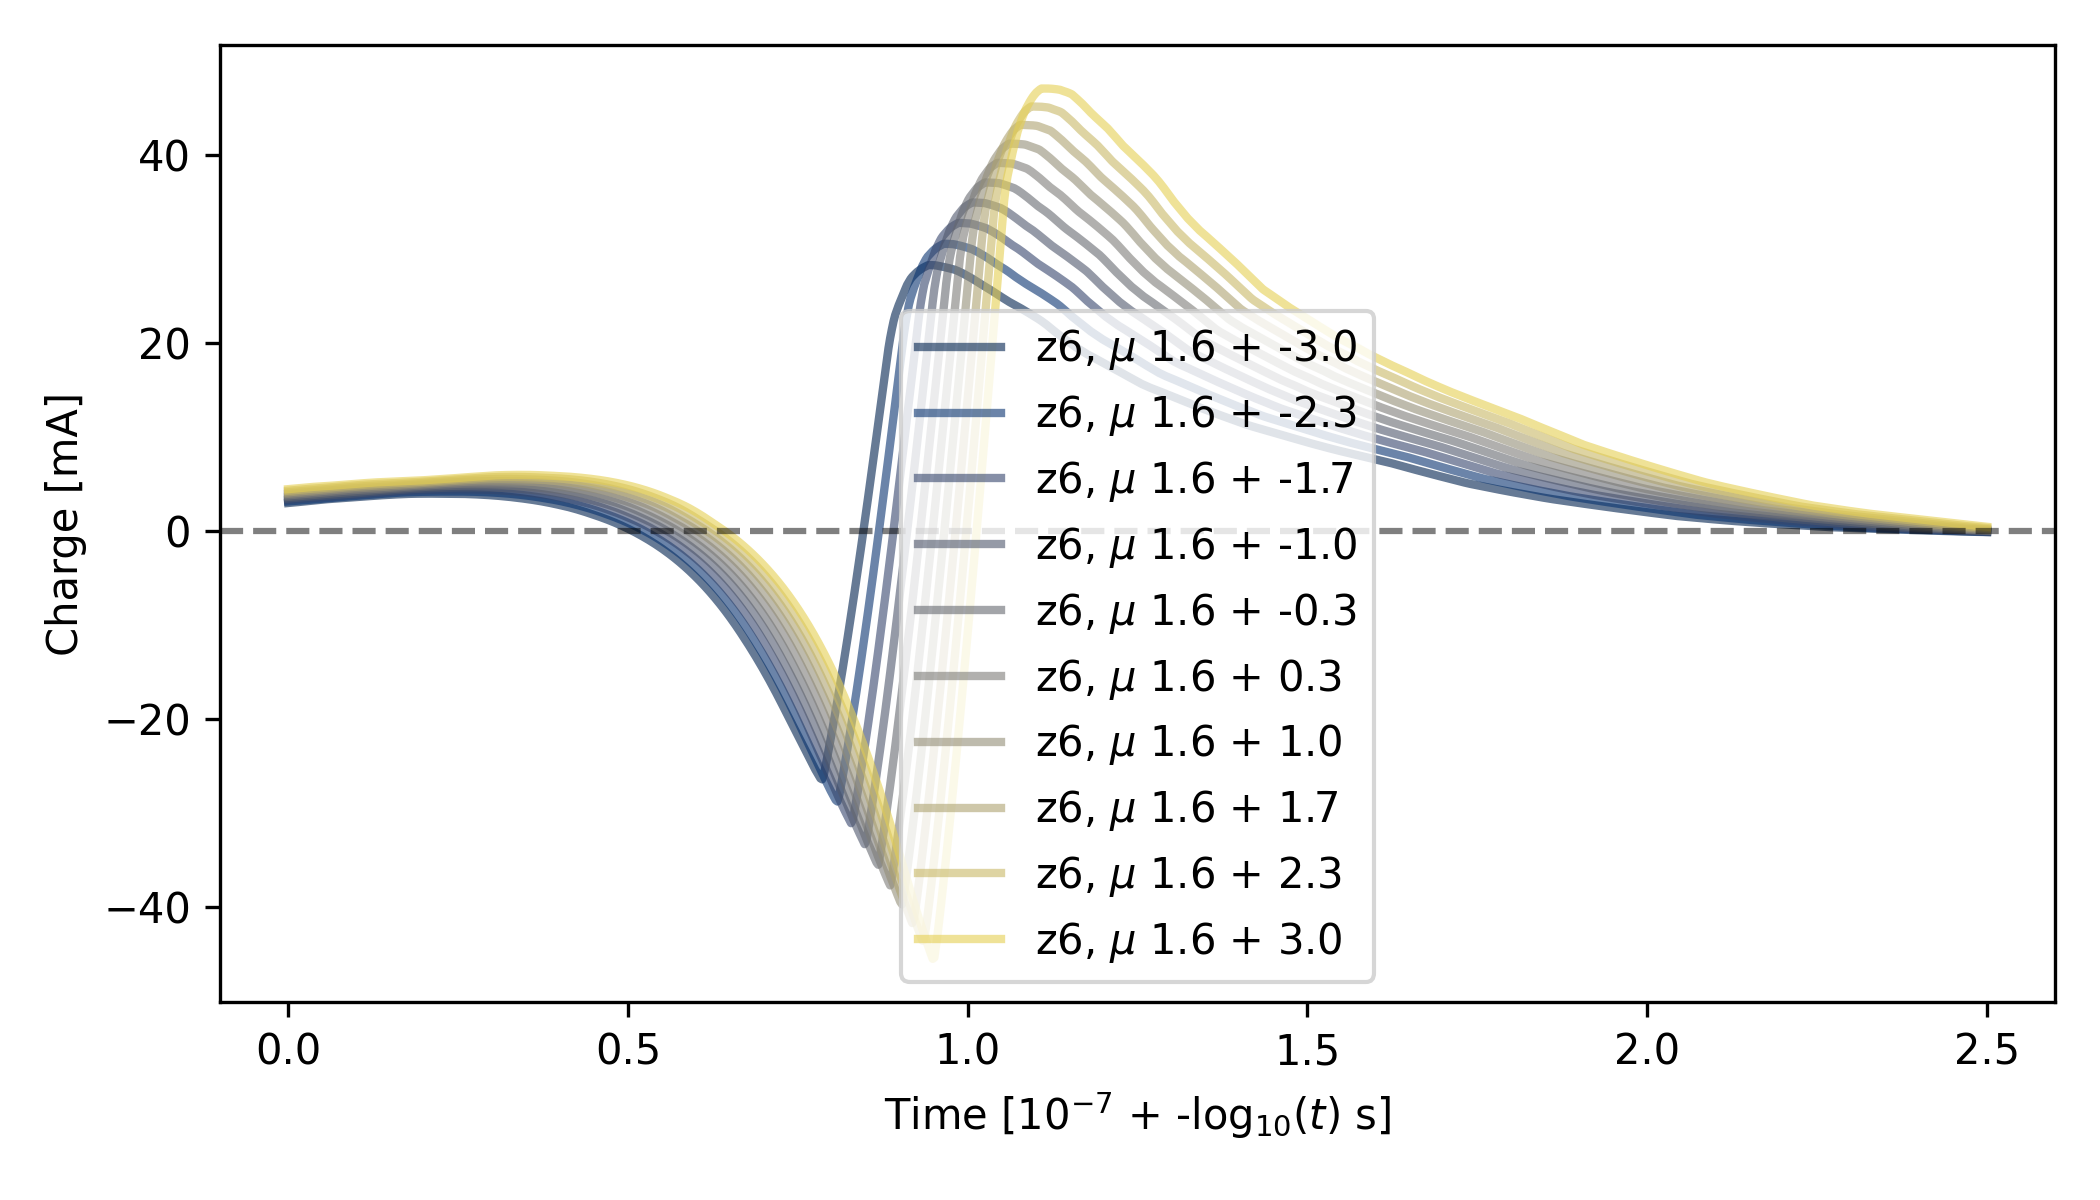 Charge [mA]
40
20
0
−20
−40
z6, μ 1.6 + -3.0
z6, μ 1.6 + -2.3
z6, μ 1.6 + -1.7
z6, μ 1.6 + -1.0
z6, μ 1.6 + -0.3
z6, μ 1.6 + 0.3
z6, μ 1.6 + 1.0
z6, μ 1.6 + 1.7
z6, μ 1.6 + 2.3
z6, μ 1.6 + 3.0
0.0 0.5 1.0 1.5 2.0 2.5
Time [10⁻⁷ + -log₁₀(t) s]